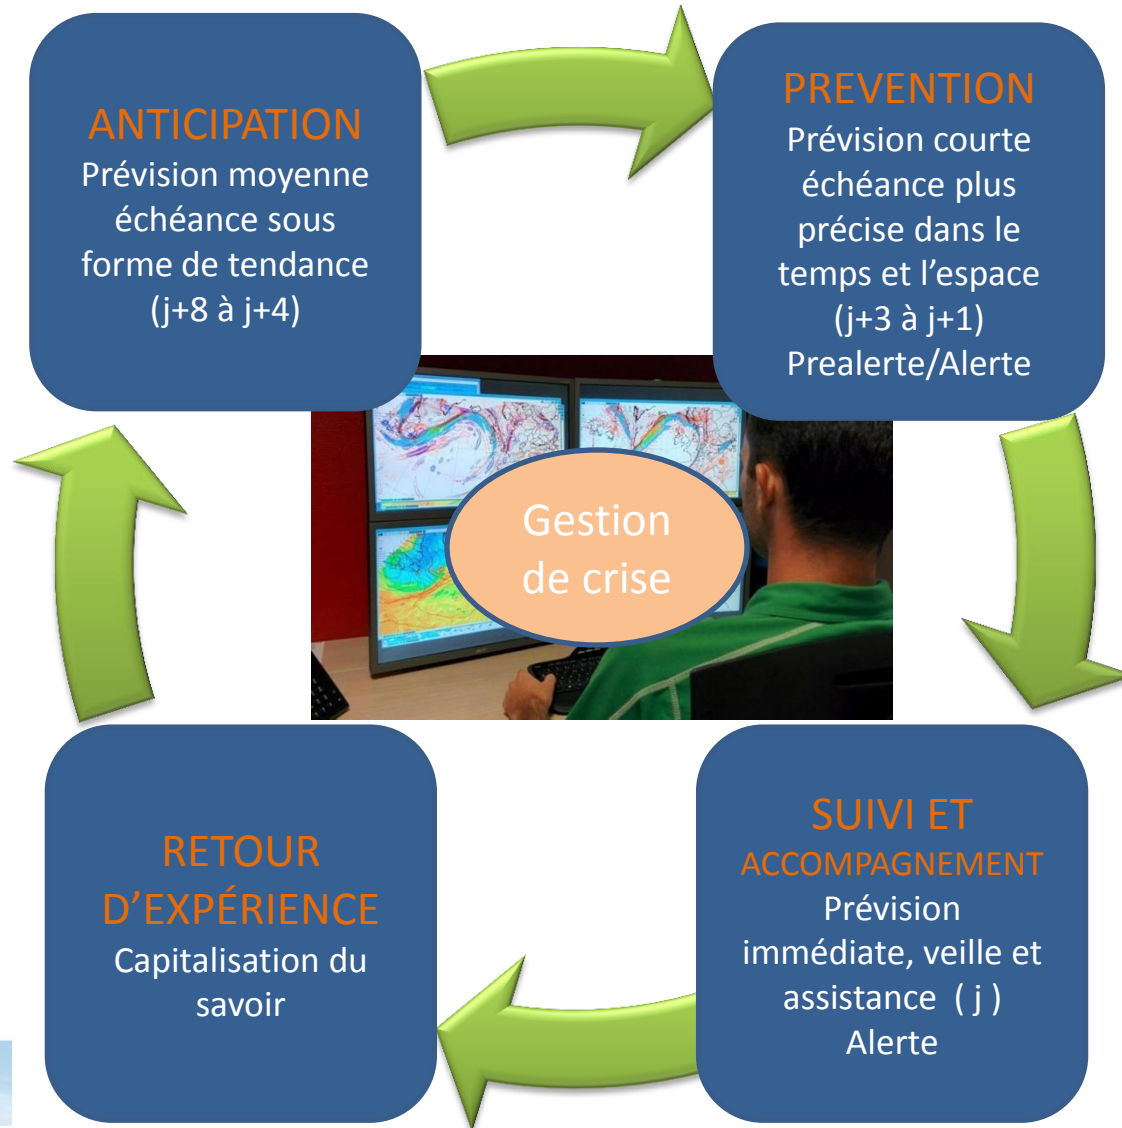 ANTICIPATION
Prévision moyenne
échéance sous
forme de tendance
(j+8 à j+4)
PREVENTION
Prévision courte
échéance plus
précise dans le
temps et l’espace
(j+3 à j+1)
Prealerte/Alerte
Gestion
de crise
RETOUR
D’EXPÉRIENCE
Capitalisation du
savoir
SUIVI ET
ACCOMPAGNEMENT
Prévision
immédiate, veille et
assistance ( j )
Alerte